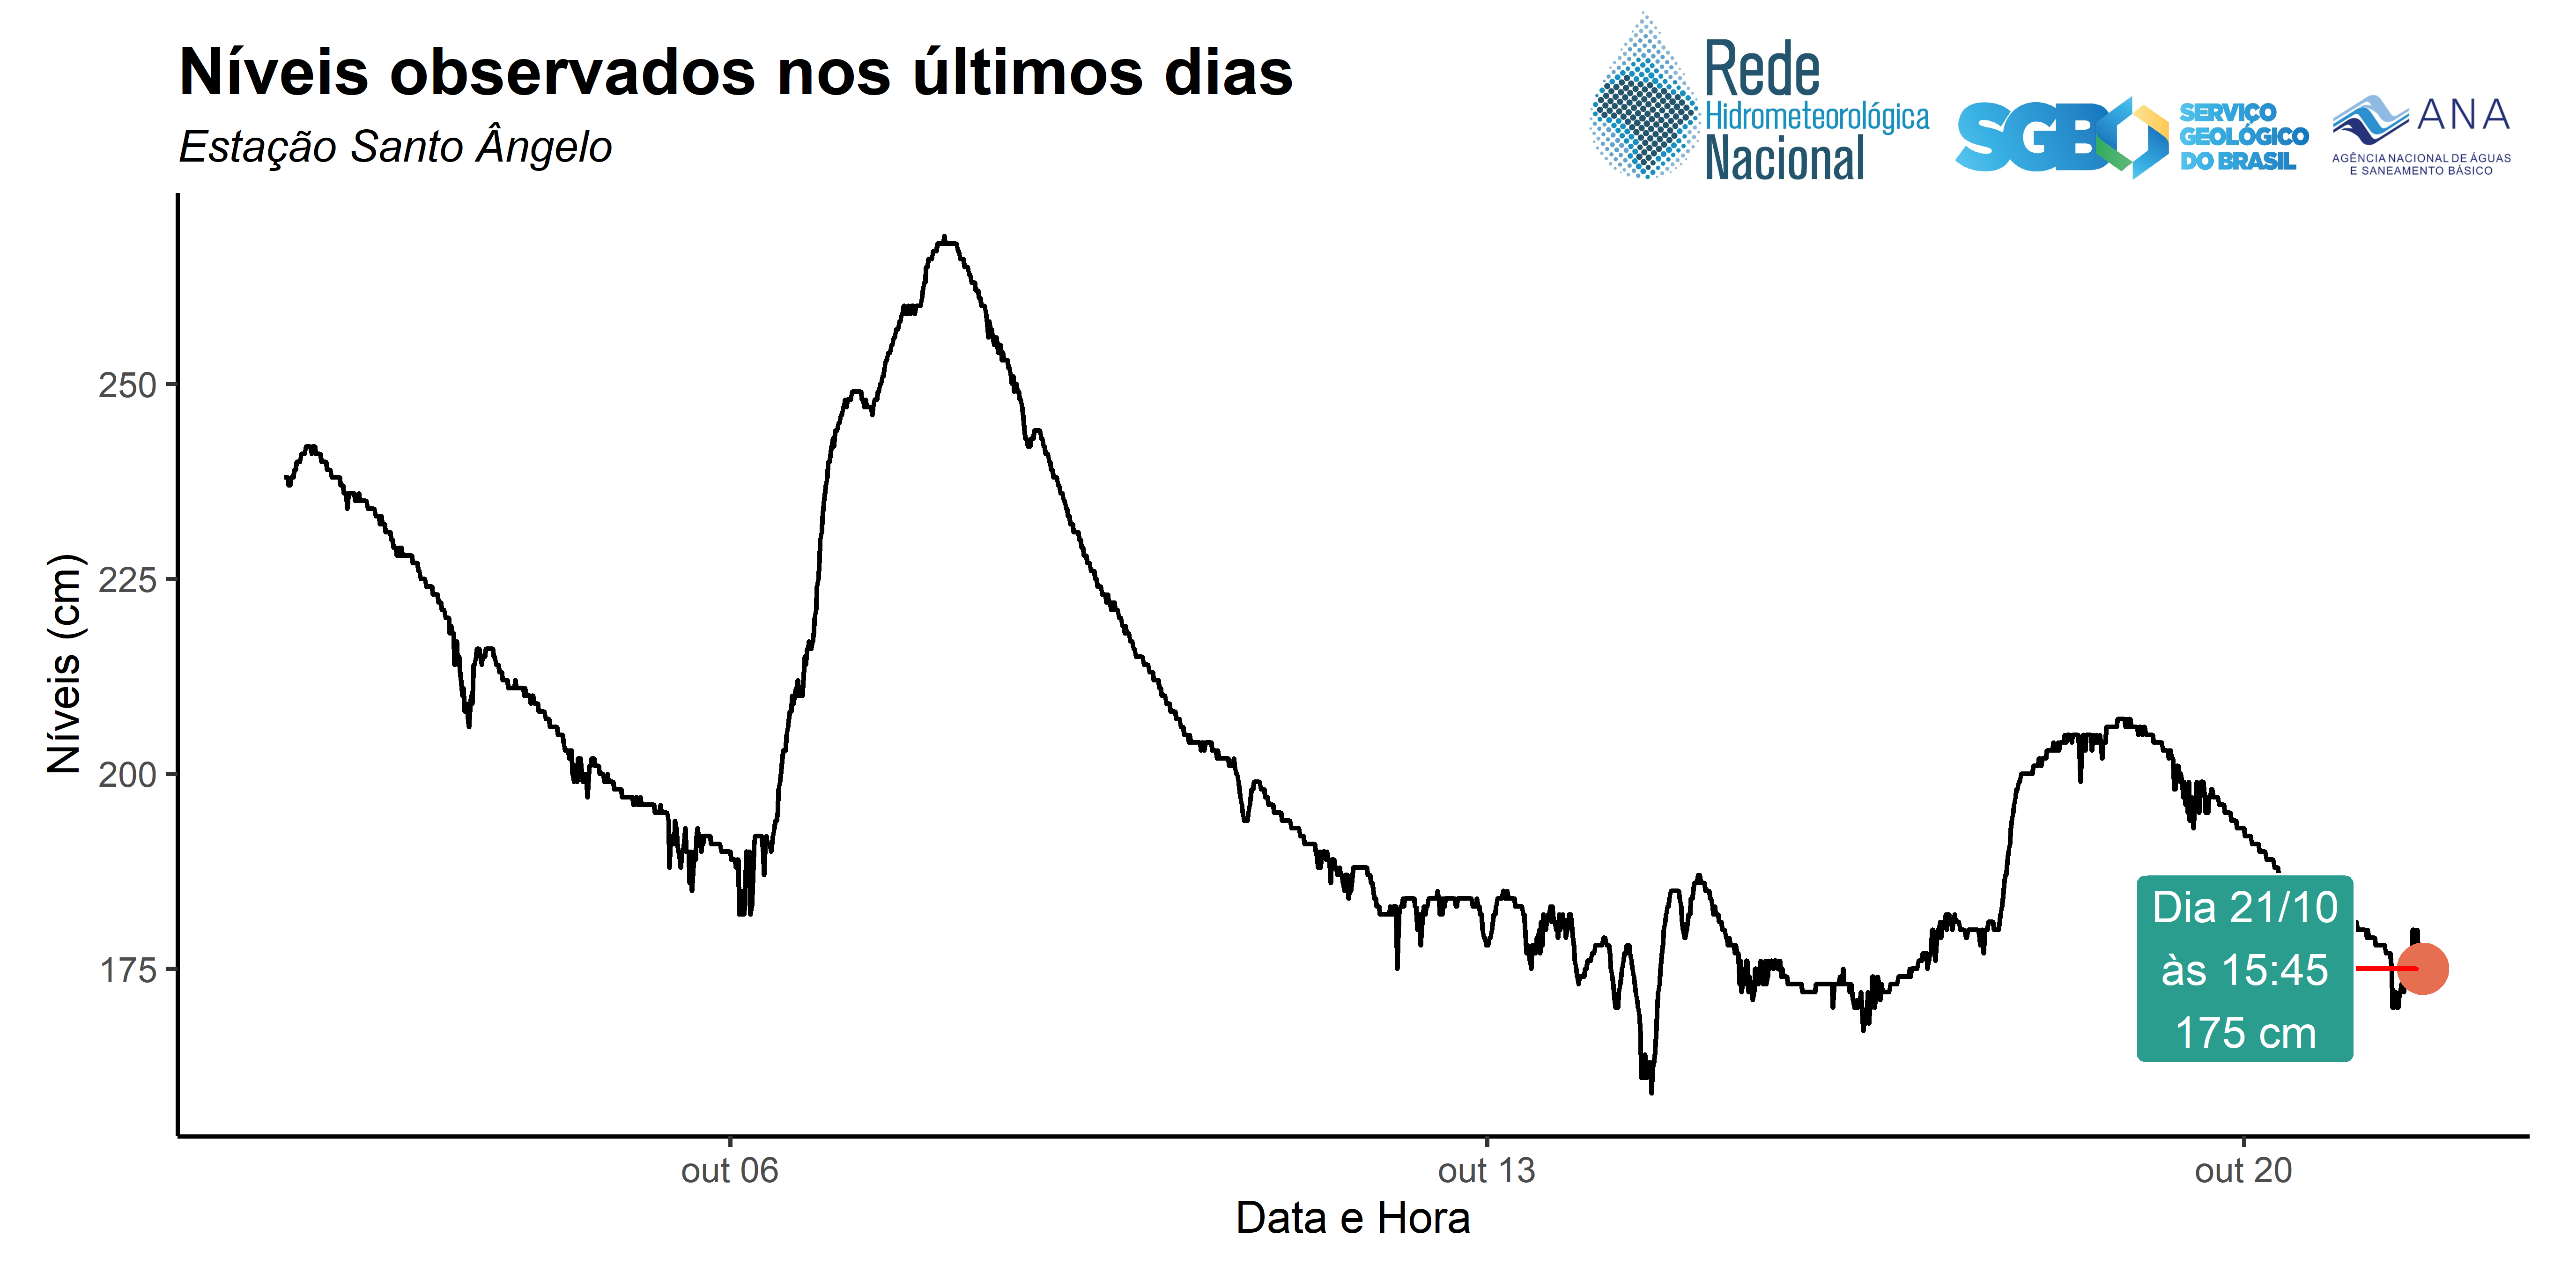 Níveis observados nos últimos dias
Estação Santo Ângelo
Rede
Hidrometeorológica
Nacional
SGB
SERVIÇO
GEOLÓGICO
DO BRASIL
ANA
AGÊNCIA NACIONAL DE ÁGUAS
E SANEAMENTO BÁSICO
Níveis (cm)
250
225
200
175
Dia 21/10
às 15:45
175 cm
out 06
out 13
out 20
Data e Hora